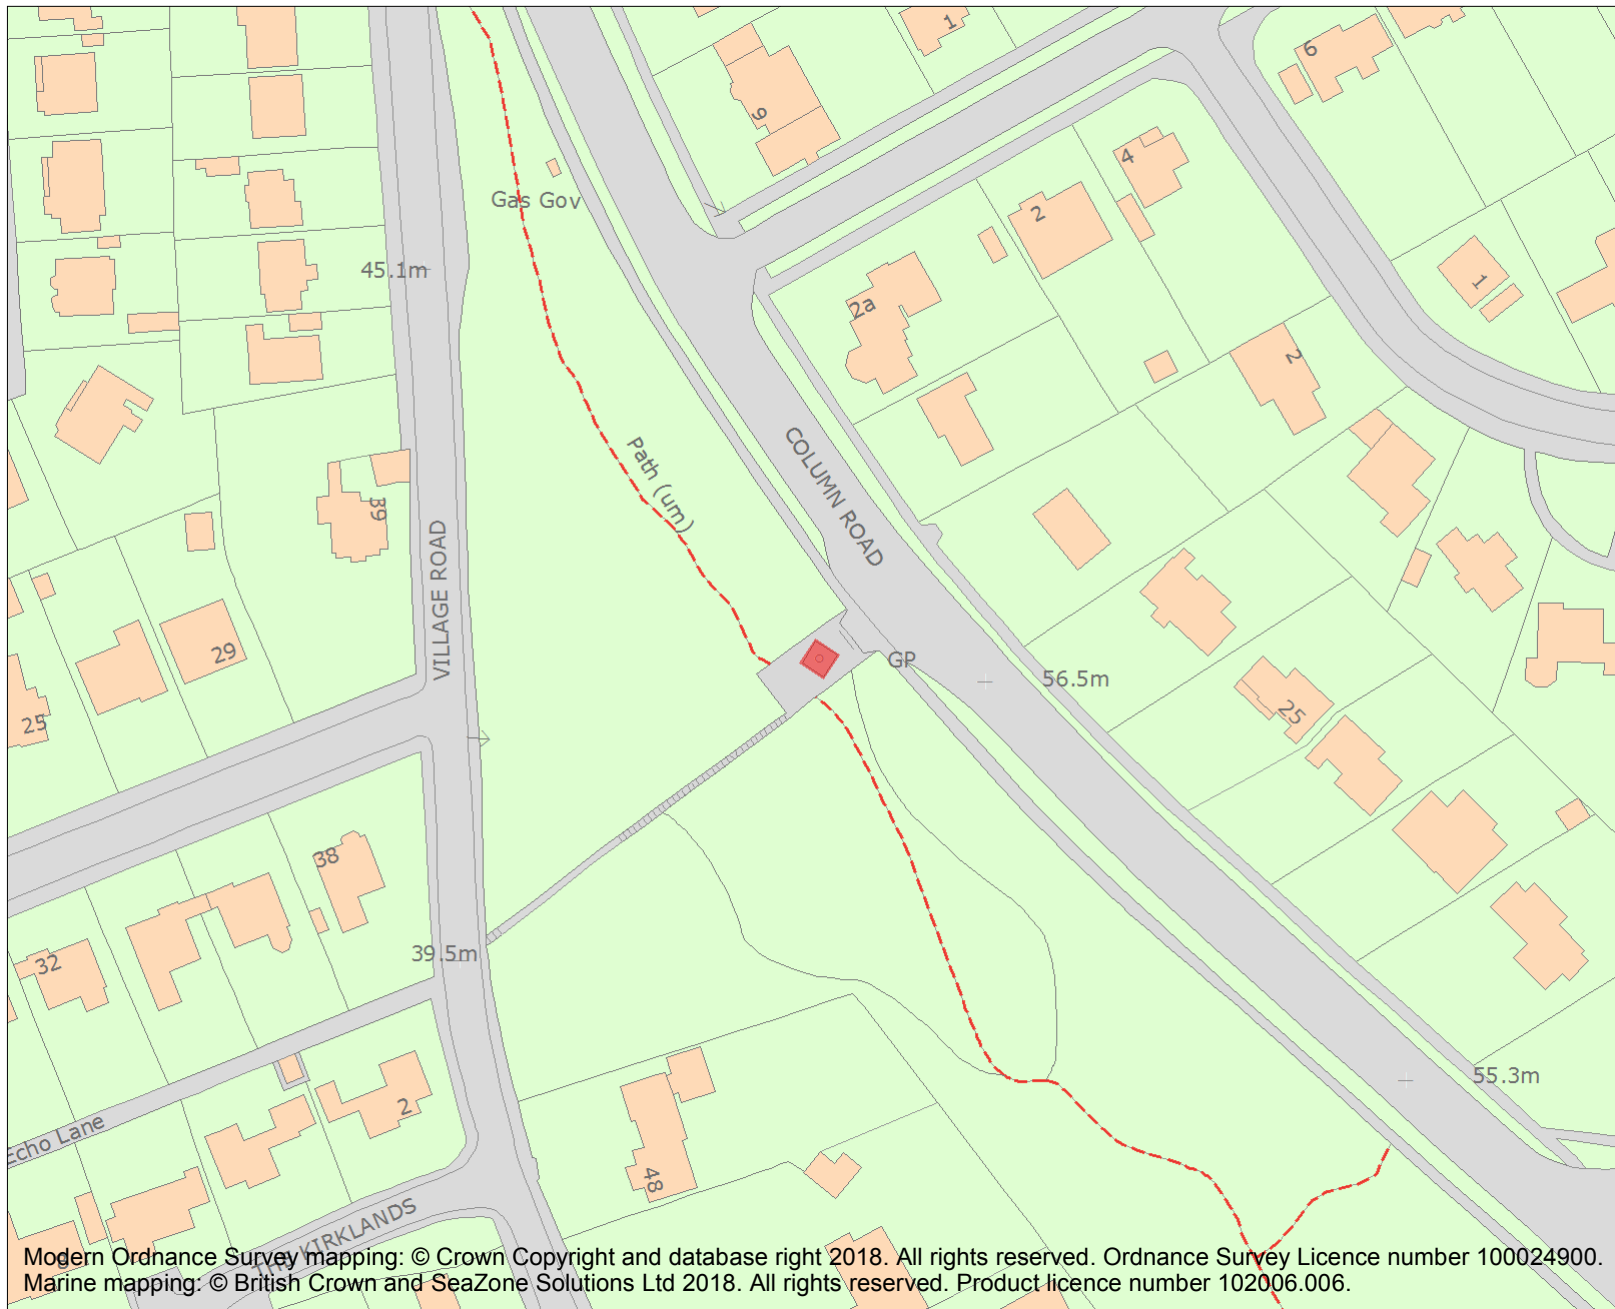 1
6
9
4
Gas Gov
2
45.1m
1
2a
2
Path (um)
COLUMN ROAD
39
VILLAGE ROAD
29
GP
56.5m
25
25
38
39.5m
32
55.3m
2
Echo Lane
48
THE KIRKLANDS
Modern Ordnance Survey mapping: © Crown Copyright and database right 2018. All rights reserved. Ordnance Survey Licence number 100024900.
Marine mapping: © British Crown and SeaZone Solutions Ltd 2018. All rights reserved. Product licence number 102006.006.